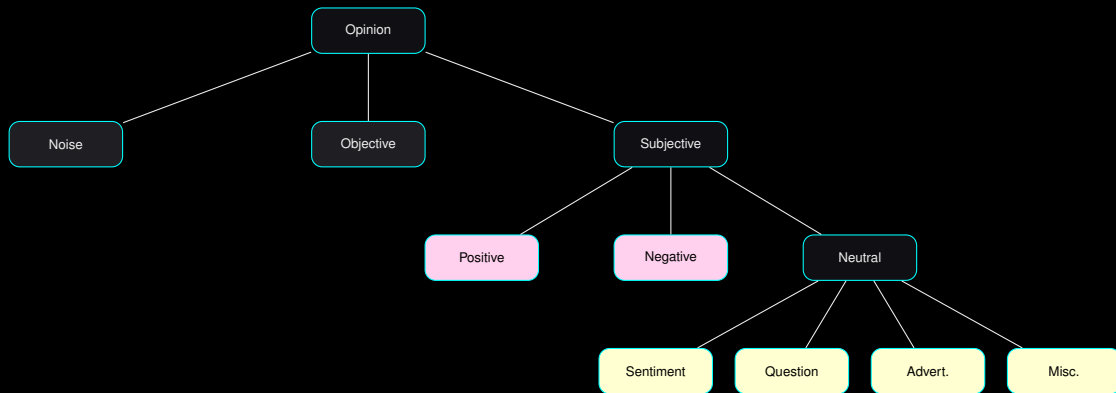 Opinion
Noise
Objective
Subjective
Positive
Negative
Neutral
Sentiment
Question
Advert.
Misc.